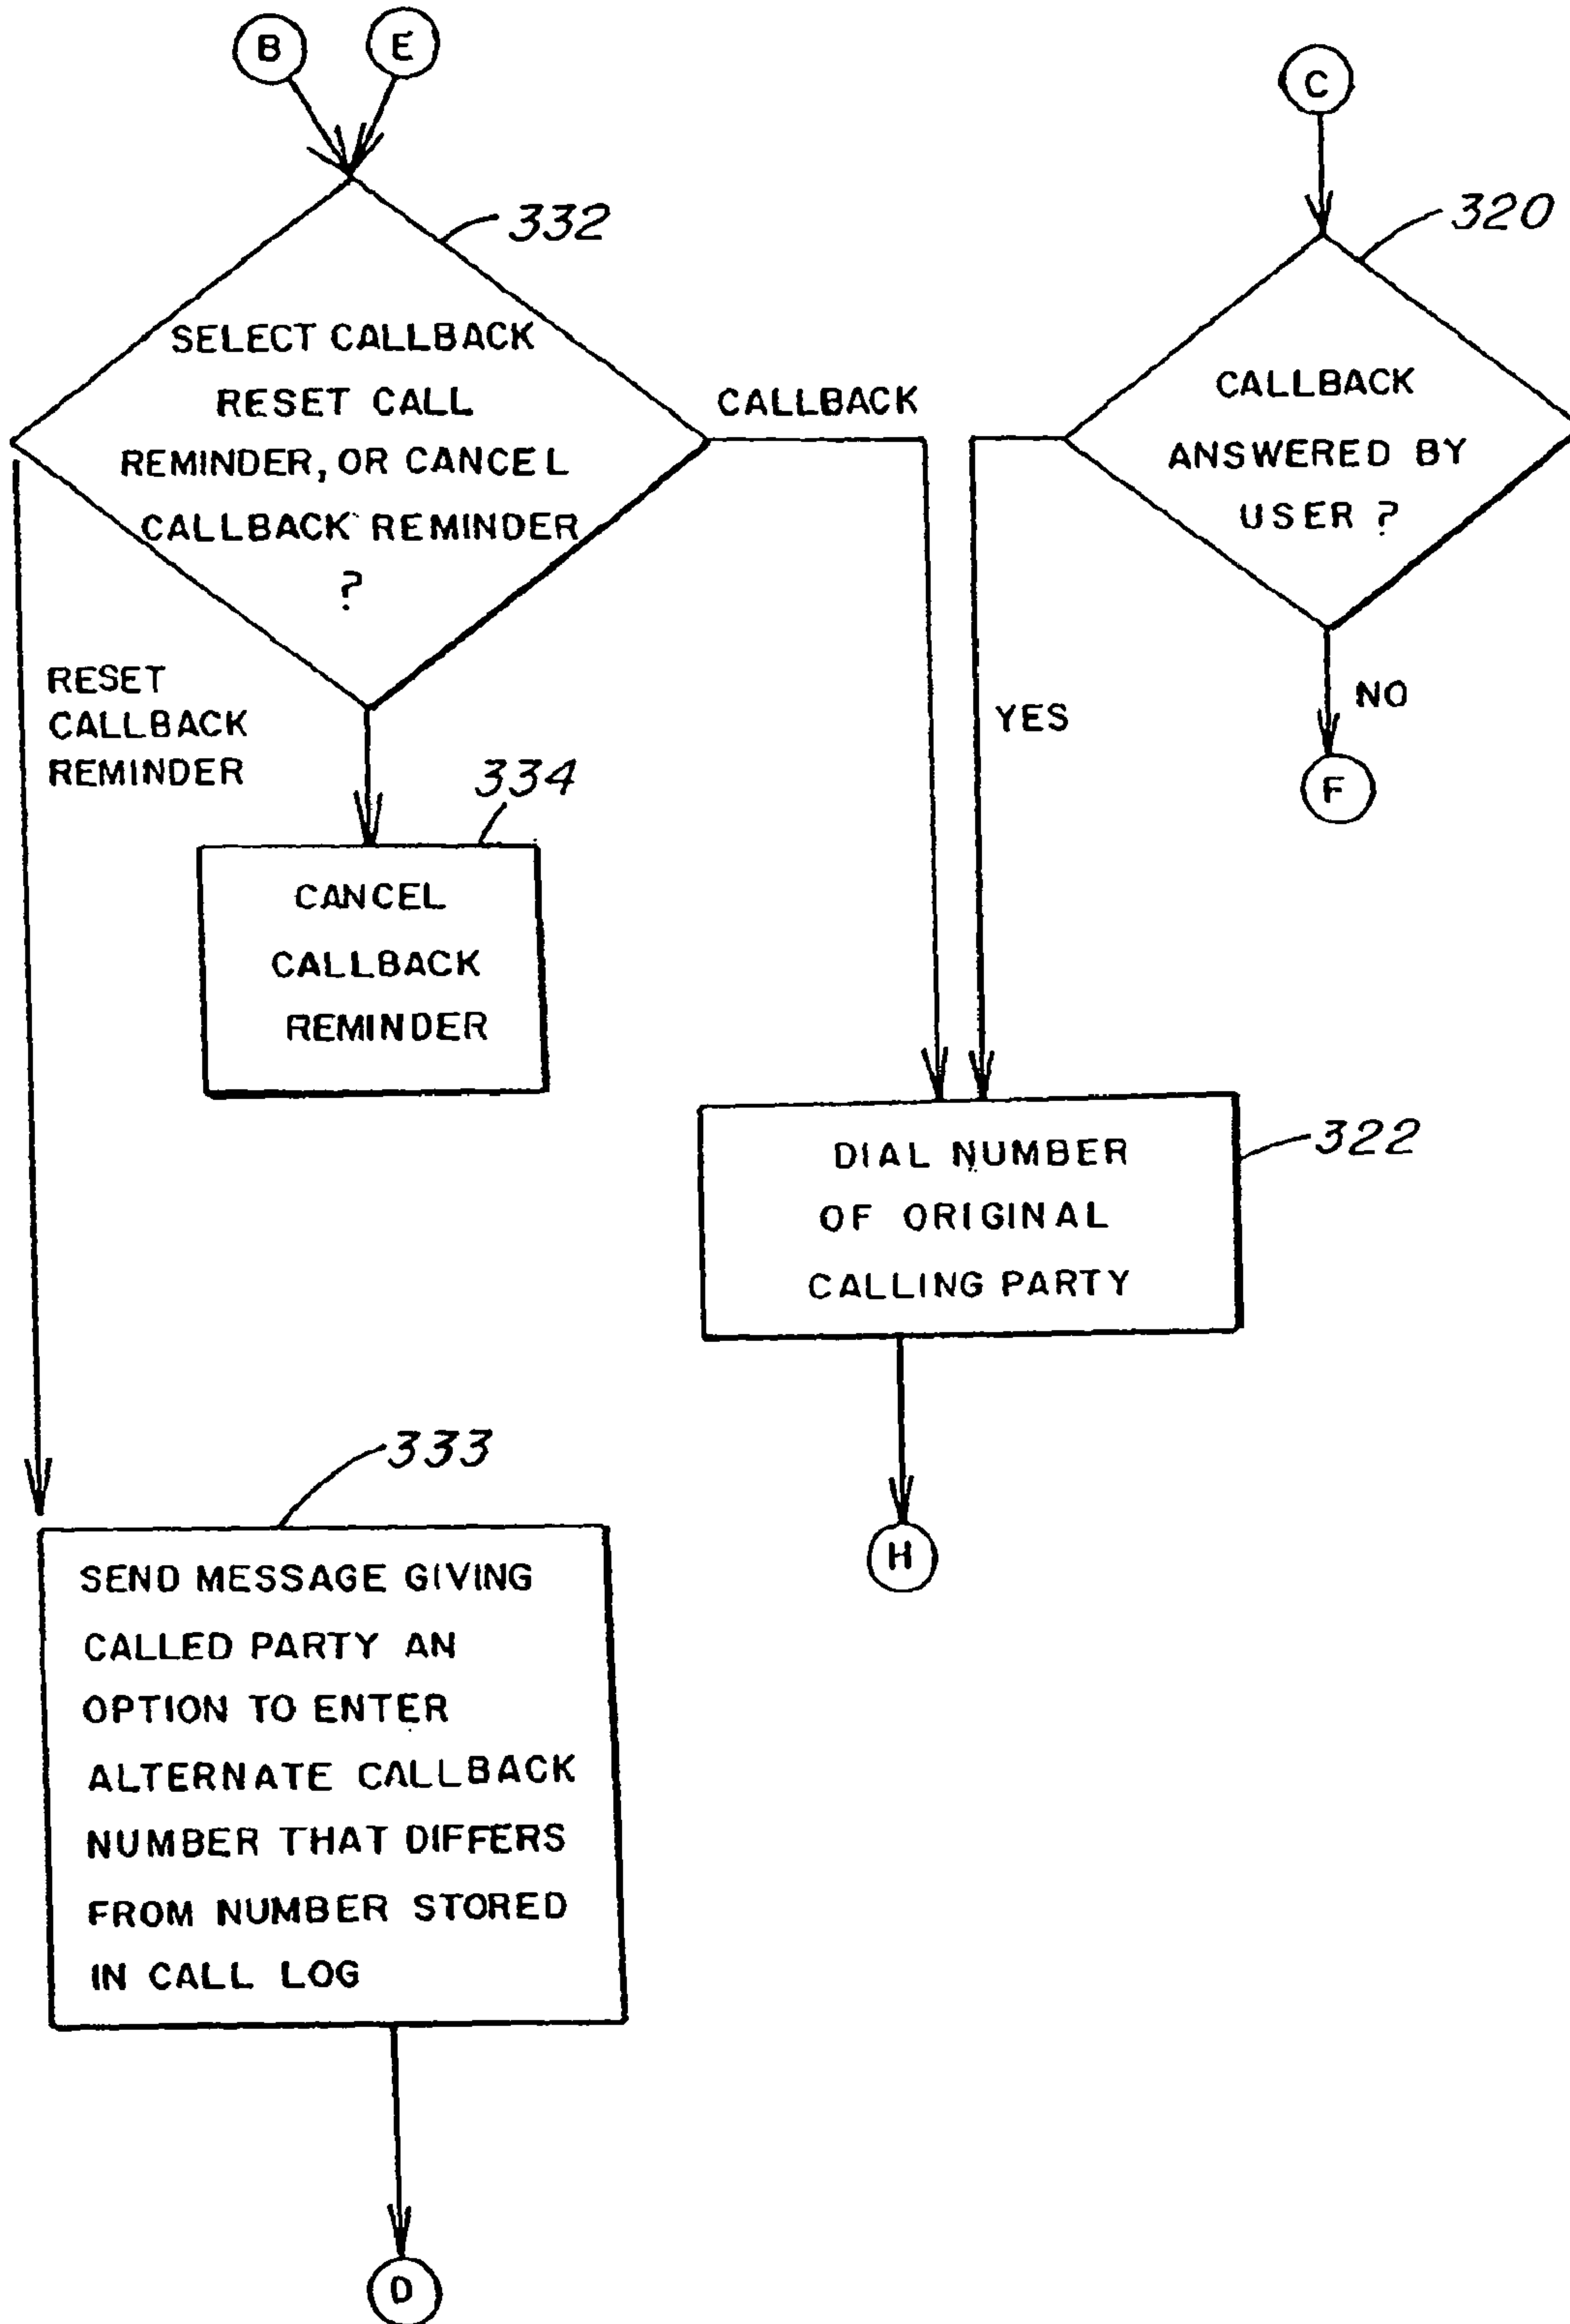 B
E
C
332
320
SELECT CALLBACK
RESET CALL
REMINDER, OR CANCEL
CALLBACK REMINDER
?
CALLBACK
CALLBACK
ANSWERED BY
USER ?
RESET
CALLBACK
REMINDER
YES
NO
F
334
CANCEL
CALLBACK
REMINDER
DIAL NUMBER
OF ORIGINAL
CALLING PARTY
322
H
333
SEND MESSAGE GIVING
CALLED PARTY AN
OPTION TO ENTER
ALTERNATE CALLBACK
NUMBER THAT DIFFERS
FROM NUMBER STORED
IN CALL LOG
D